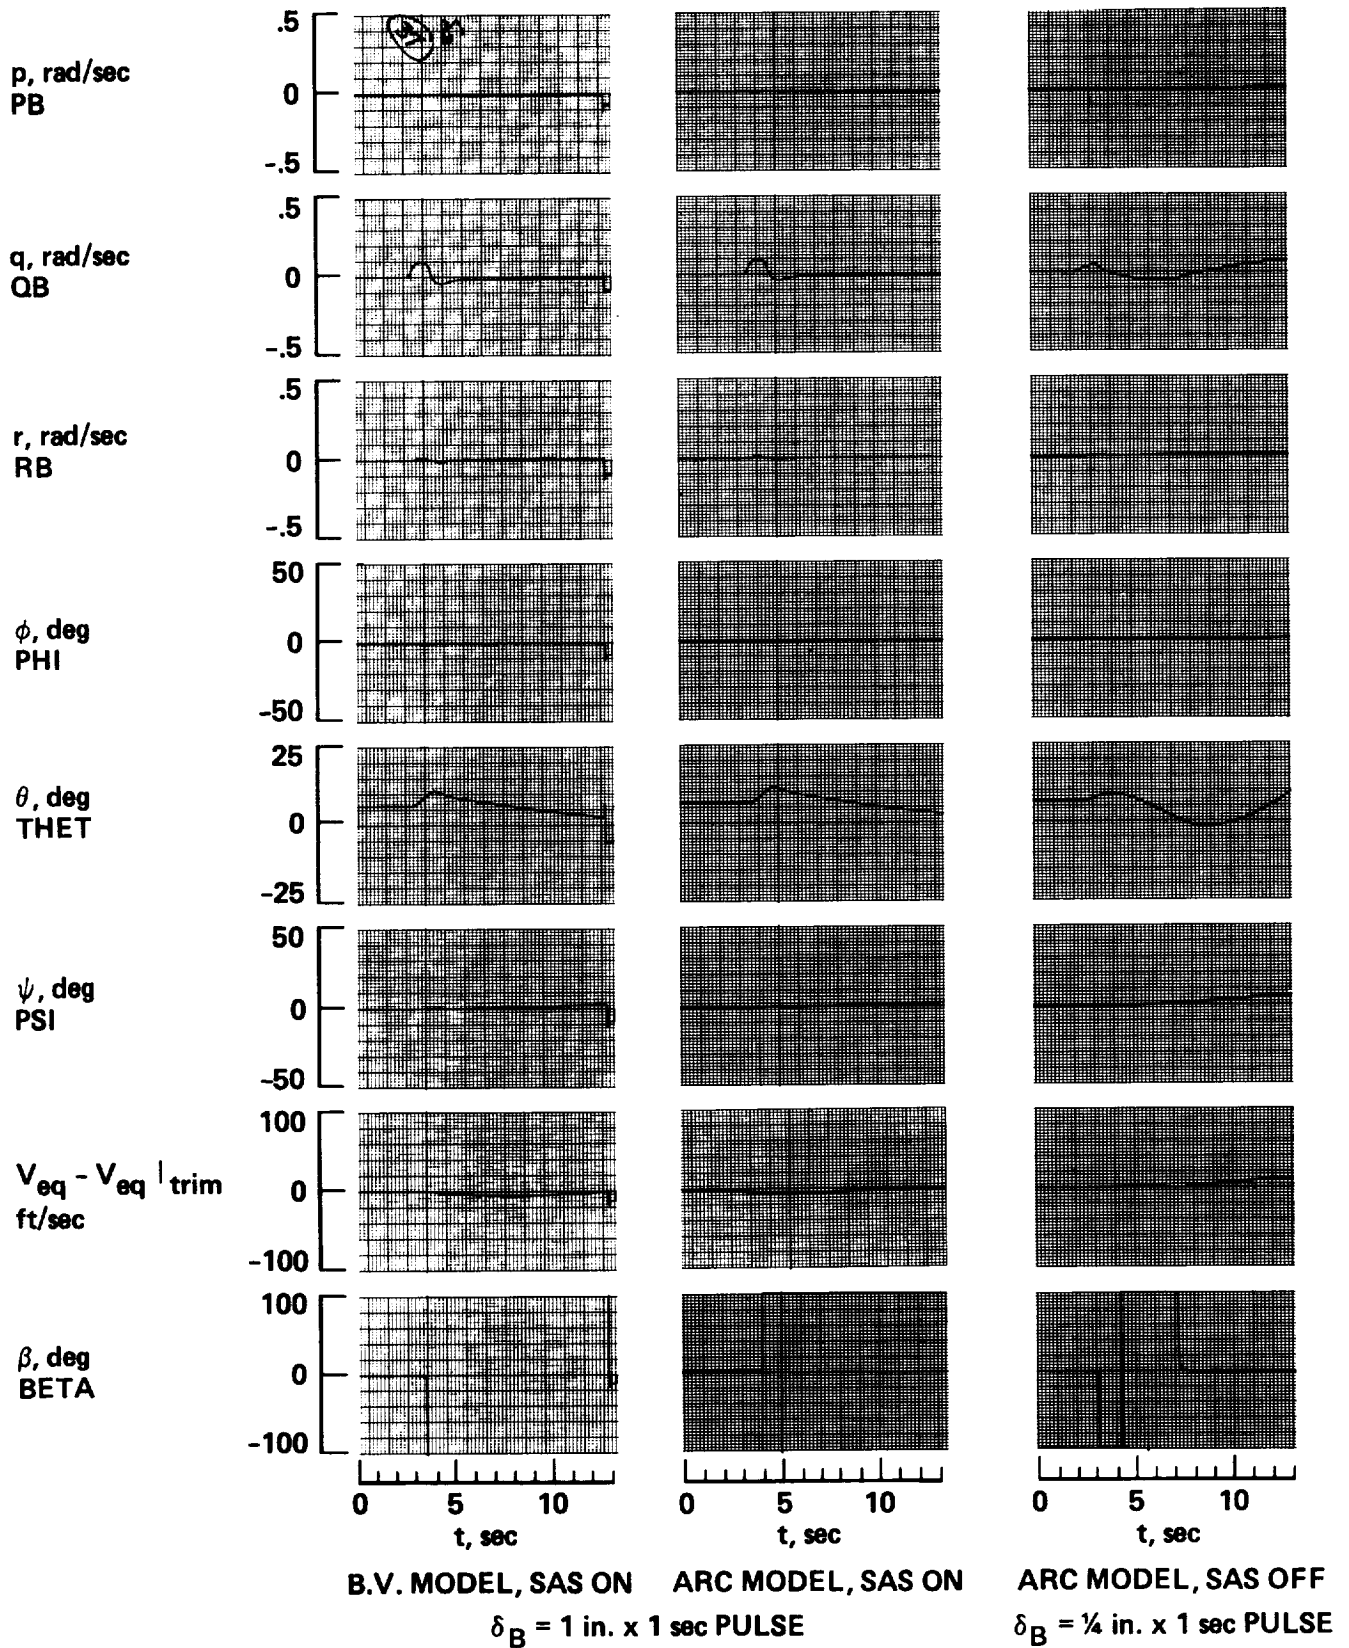 .5
p, rad/sec
PB
0
-.5
.5
q, rad/sec
QB
0
-.5
.5
r, rad/sec
RB
0
-.5
50
ϕ, deg
PHI
0
-50
25
θ, deg
THET
0
-25
50
ψ, deg
PSI
0
-50
100
V_eq - V_eq |_trim
ft/sec
0
-100
100
β, deg
BETA
0
-100
0 5 10 0 5 10 0 5 10
t, sec t, sec t, sec
B.V. MODEL, SAS ON ARC MODEL, SAS ON ARC MODEL, SAS OFF
δ_B = 1 in. x 1 sec PULSE δ_B = ¼ in. x 1 sec PULSE